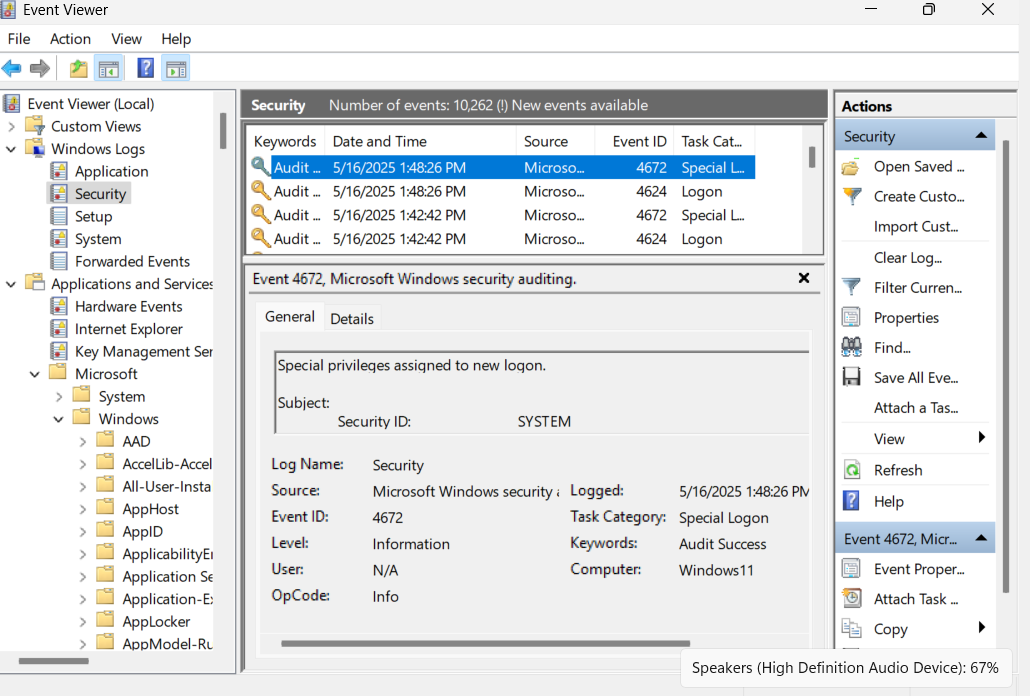 Event Viewer
File Action View Help
Event Viewer (Local)
Custom Views
Windows Logs
Application
Security
Setup
System
Forwarded Events
Applications and Services
Hardware Events
Internet Explorer
Key Management Ser
Microsoft
System
Windows
AAD
AccelLib-Accel
All-User-Insta
AppHost
AppID
ApplicabilityEn
Application Se
Application-Ex
AppLocker
AppModel-Ru
Security Number of events: 10,262 (!) New events available
Keywords Date and Time Source Event ID Task Cat...
Audit ... 5/16/2025 1:48:26 PM Microso... 4672 Special L...
Audit ... 5/16/2025 1:48:26 PM Microso... 4624 Logon
Audit ... 5/16/2025 1:42:42 PM Microso... 4672 Special L...
Audit ... 5/16/2025 1:42:42 PM Microso... 4624 Logon
Event 4672, Microsoft Windows security auditing.
General Details
Special privileges assigned to new logon.
Subject:
Security ID: SYSTEM
Log Name: Security
Source: Microsoft Windows security Logged: 5/16/2025 1:48:26 PM
Event ID: 4672 Task Category: Special Logon
Level: Information Keywords: Audit Success
User: N/A Computer: Windows11
OpCode: Info
Actions
Security
Open Saved ...
Create Custo...
Import Cust...
Clear Log...
Filter Curren...
Properties
Find...
Save All Eve...
Attach a Tas...
View
Refresh
Help
Event 4672, Micr...
Event Proper...
Attach Task ...
Copy
Speakers (High Definition Audio Device): 67%